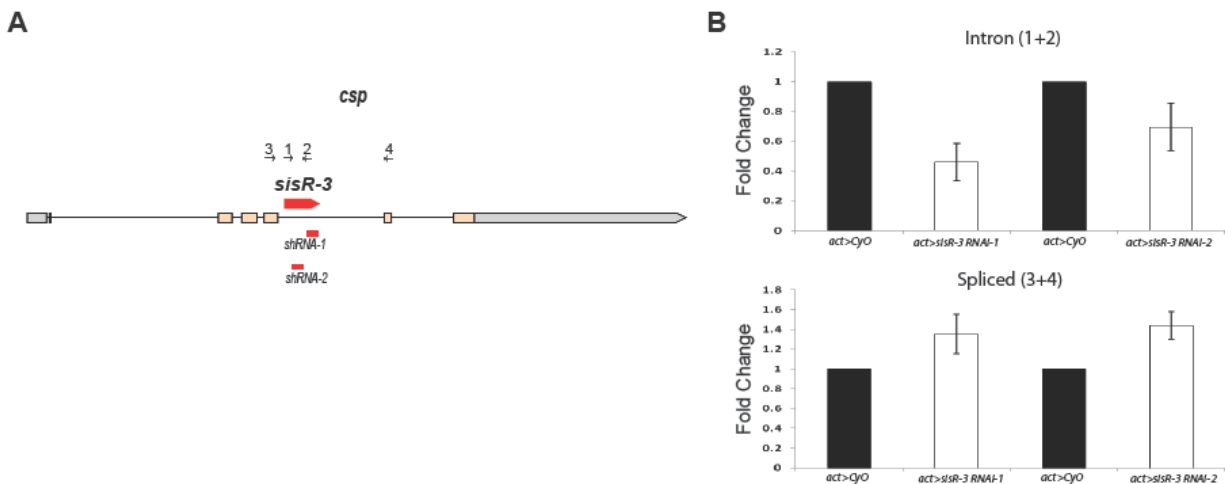 A
csp
3 1 2 4
sisR-3
shRNA-1
shRNA-2
B
Intron (1+2)
Fold Change
1.2
1
0.8
0.6
0.4
0.2
0
act>CyO act>sisR-3 RNAi-1 act>CyO act>sisR-3 RNAi-2
Spliced (3+4)
Fold Change
1.8
1.6
1.4
1.2
1
0.8
0.6
0.4
0.2
0
act>CyO act>sisR-3 RNAi-1 act>CyO act>sisR-3 RNAi-2